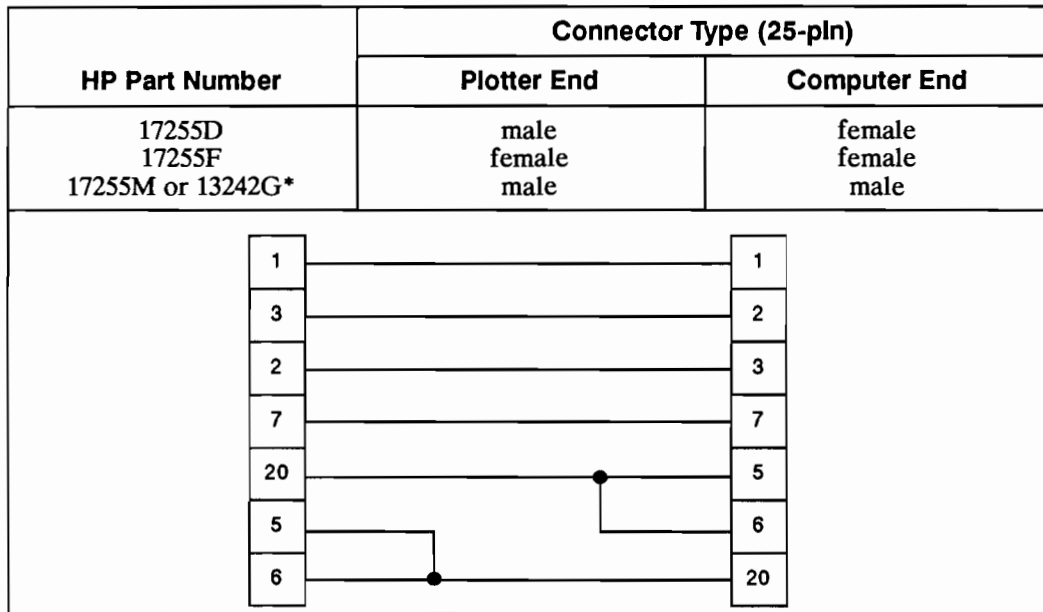 Connector Type (25-pin)
HP Part Number Plotter End Computer End
17255D male female
17255F female female
17255M or 13242G* male male
1 1
3 2
2 3
7 7
20 5
5 6
6 20